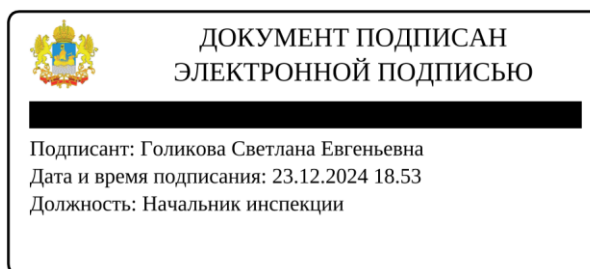 ДОКУМЕНТ ПОДПИСАН
ЭЛЕКТРОННОЙ ПОДПИСЬЮ
Подписант: Голикова Светлана Евгеньевна
Дата и время подписания: 23.12.2024 18.53
Должность: Начальник инспекции